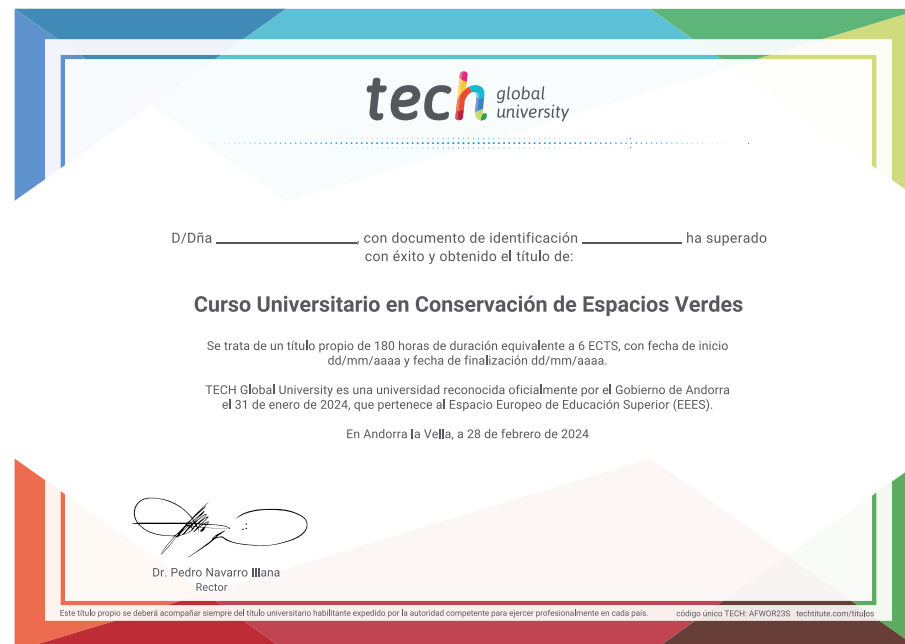 tech global university
D/Dña ____________________, con documento de identificación ______________ ha superado
con éxito y obtenido el título de:
Curso Universitario en Conservación de Espacios Verdes
Se trata de un título propio de 180 horas de duración equivalente a 6 ECTS, con fecha de inicio
dd/mm/aaaa y fecha de finalización dd/mm/aaaa.
TECH Global University es una universidad reconocida oficialmente por el Gobierno de Andorra
el 31 de enero de 2024, que pertenece al Espacio Europeo de Educación Superior (EEES).
En Andorra la Vella, a 28 de febrero de 2024
Dr. Pedro Navarro Illana
Rector
Este título propio se deberá acompañar siempre del título universitario habilitante expedido por la autoridad competente para ejercer profesionalmente en cada país. código único TECH: AFWOR23S techtitute.com/titulos